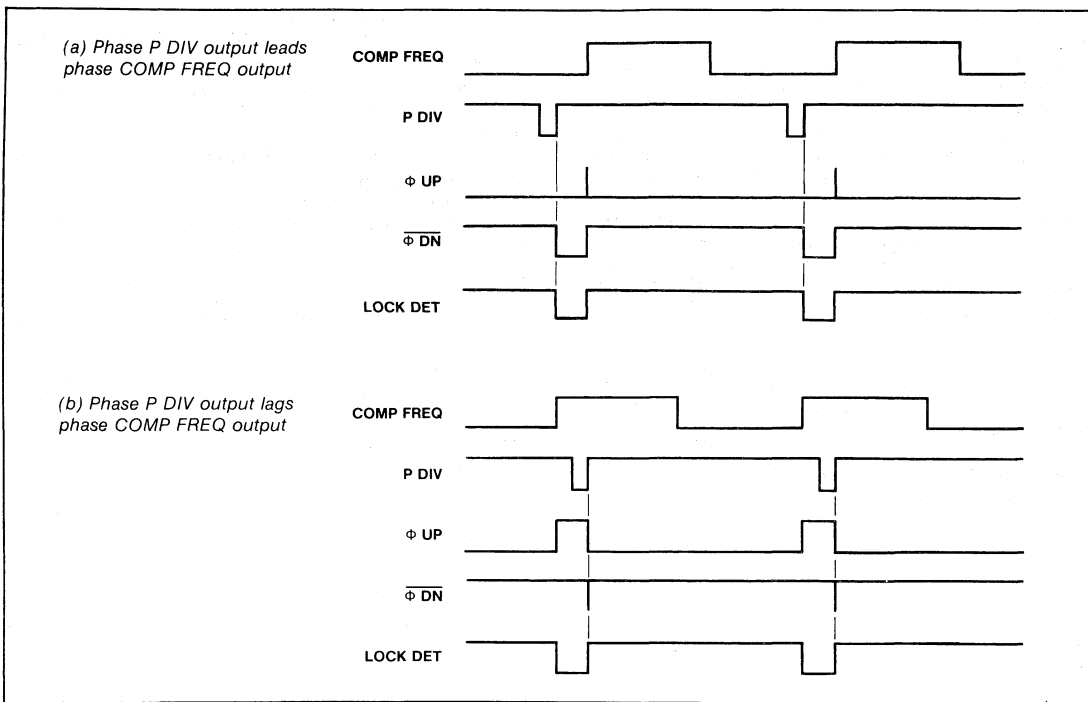 (a) Phase P DIV output leads
phase COMP FREQ output
COMP FREQ
P DIV
Φ UP
Φ DN
LOCK DET
(b) Phase P DIV output lags
phase COMP FREQ output
COMP FREQ
P DIV
Φ UP
Φ DN
LOCK DET